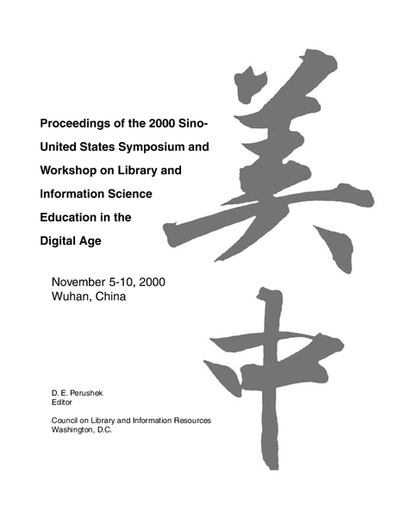 Proceedings of the 2000 Sino-
United States Symposium and
Workshop on Library and
Information Science
Education in the
Digital Age
November 5-10, 2000
Wuhan, China
D. E. Perushek
Editor
Council on Library and Information Resources
Washington, D.C.
美
中